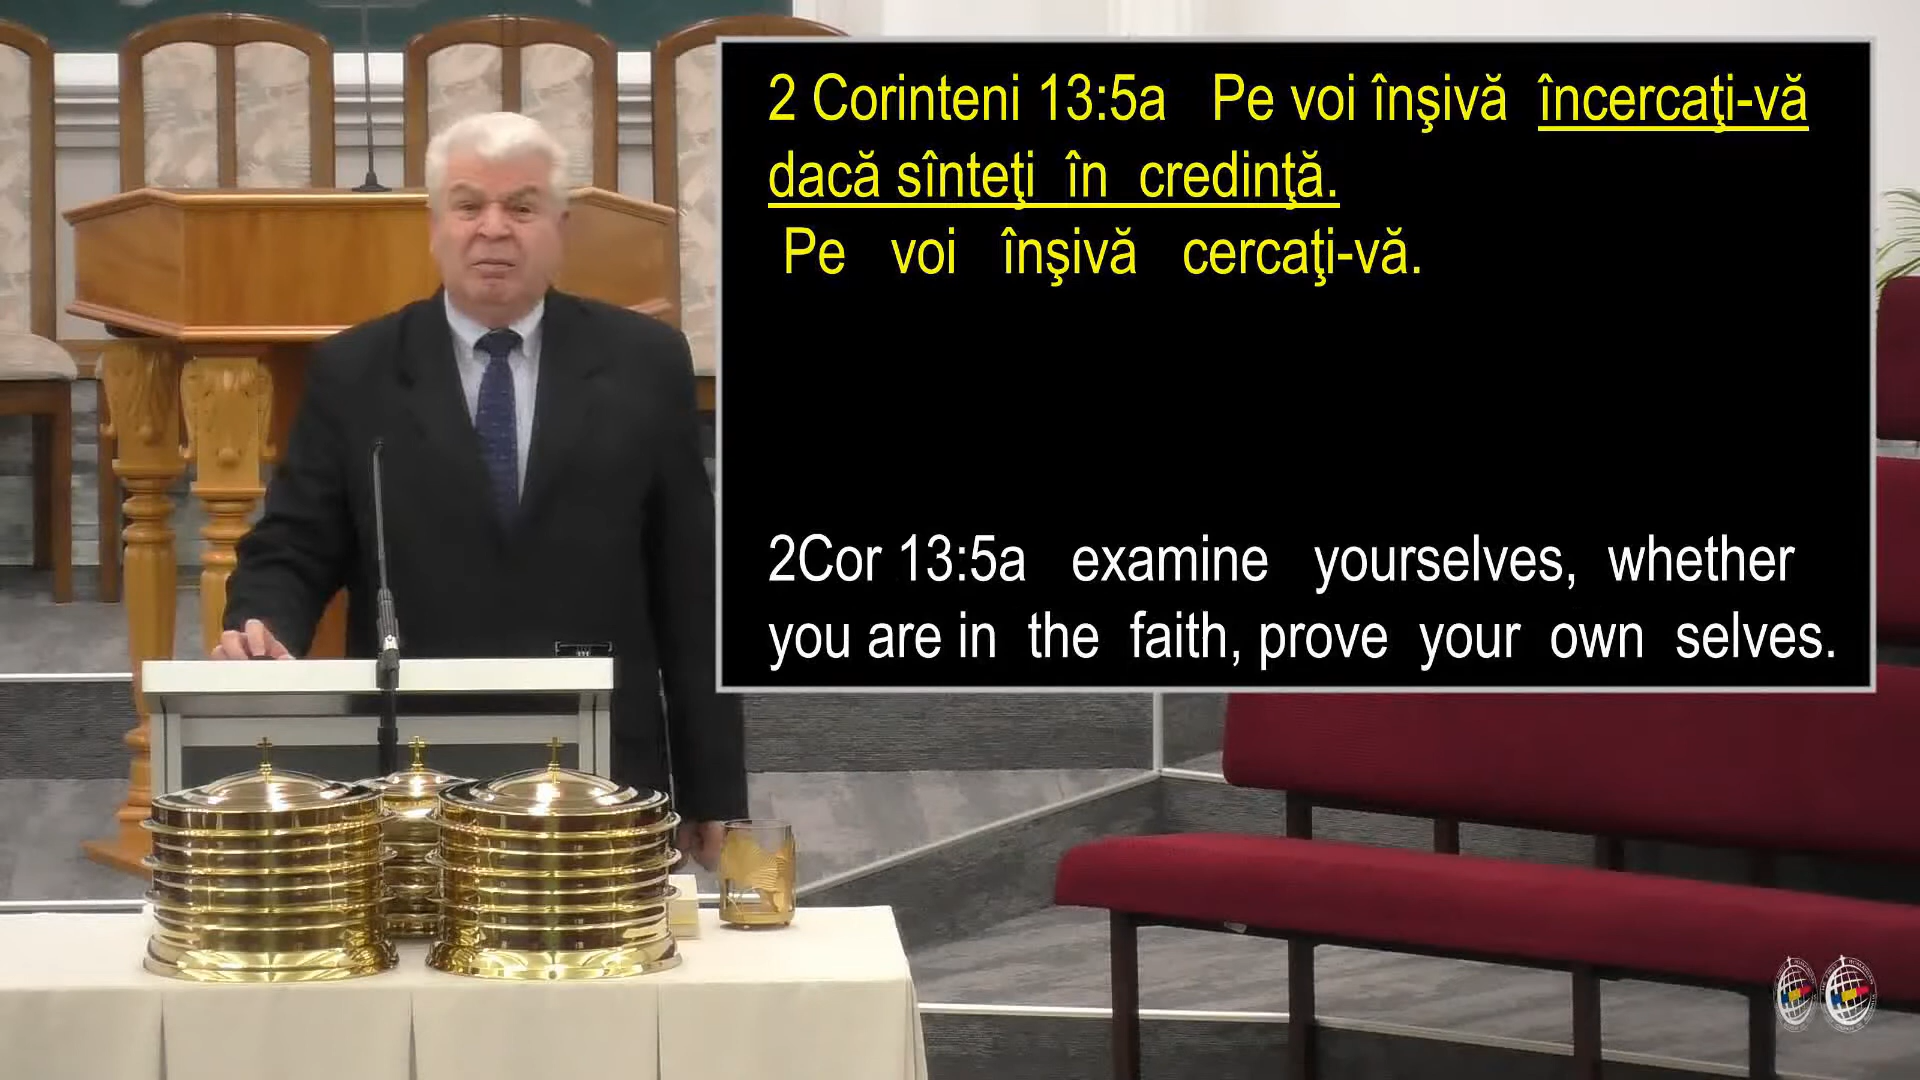 2 Corinteni 13:5a Pe voi înşivă încercaţi-vă
dacă sînteţi în credinţă.
Pe voi înşivă cercaţi-vă.
2Cor 13:5a examine yourselves, whether
you are in the faith, prove your own selves.